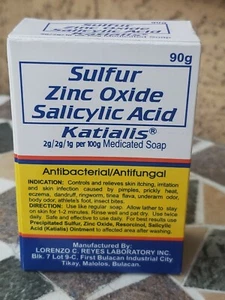 90g
Sulfur
Zinc Oxide
Salicylic Acid
Katialis®
2g/2g/1g per 100g Medicated Soap
Antibacterial/Antifungal
INDICATION: Controls and relieves skin itching, irritation
and skin infection caused by pimples, prickly heat,
eczema, dandruff, ringworm, linea flava, underarm odor,
body odor, athlete's foot, insect bites.
DIRECTION: Use like regular soap. Allow lather to stay
on skin for 1-2 minutes. Rinse well and pat dry. Use twice
daily. Safe and effective to use daily. For best results use
Precipitated Sulfur, Zinc Oxide, Resorcinol, Salicylic Acid
(Katialis) Ointment to affected area after washing.
Manufactured By:
LORENZO C. REYES LABORATORY INC.
Blk. 7 Lot 9-C, First Bulacan Industrial City
Tikay, Malolos, Bulacan.